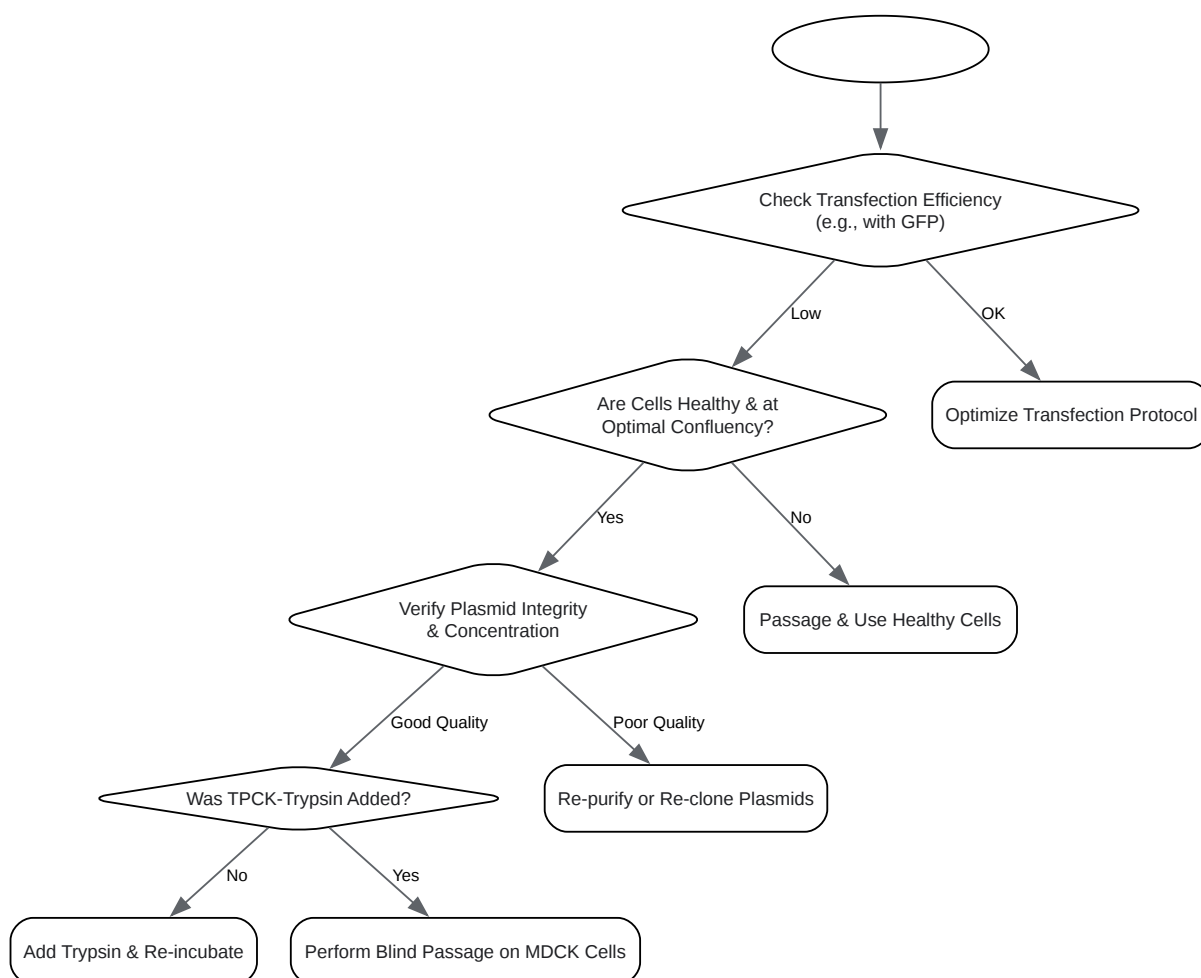 Check Transfection Efficiency
(e.g., with GFP)
Low
OK
Are Cells Healthy & at
Optimal Confluency?
Optimize Transfection Protocol
Yes
No
Verify Plasmid Integrity
& Concentration
Passage & Use Healthy Cells
Good Quality
Poor Quality
Was TPCK-Trypsin Added?
Re-purify or Re-clone Plasmids
No
Yes
Add Trypsin & Re-incubate
Perform Blind Passage on MDCK Cells